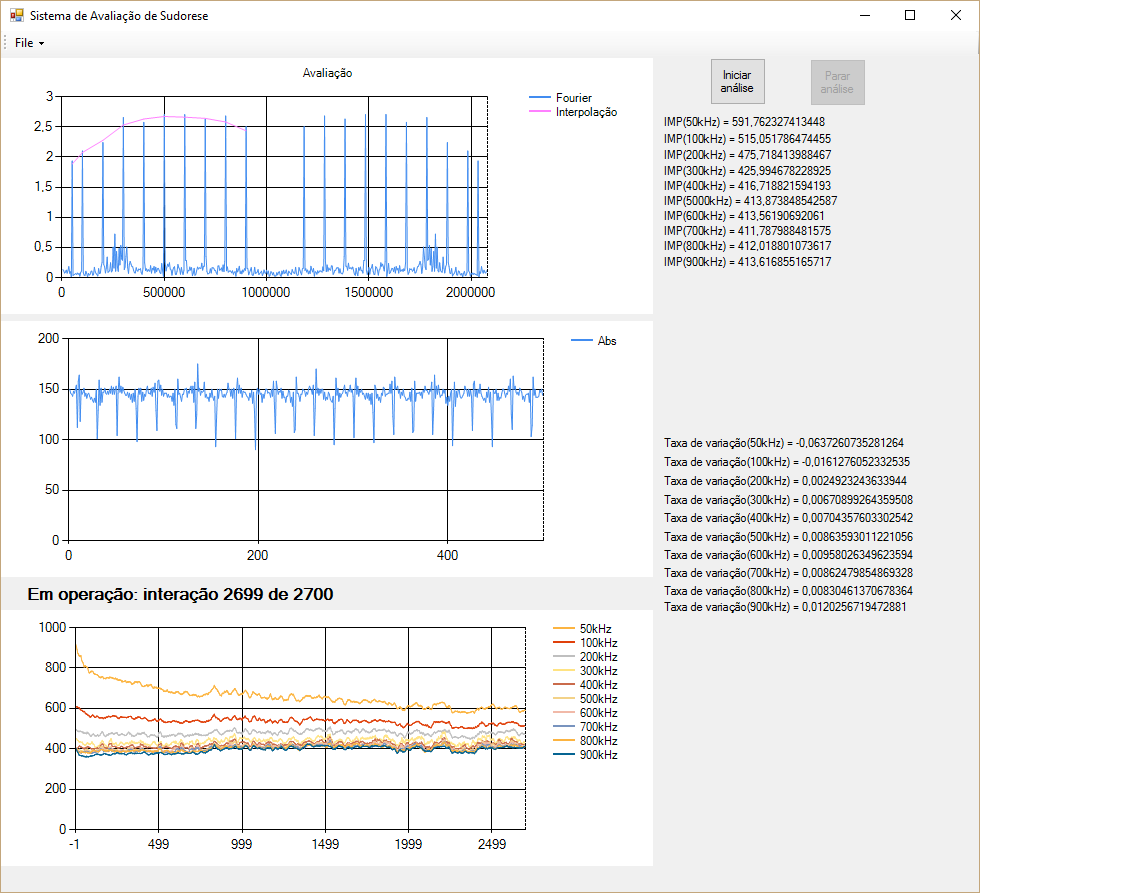 Sistema de Avaliação de Sudorese
File
Avaliação
3
2,5
2
1,5
1
0,5
0
0
500000
1000000
1500000
2000000
Fourier
Interpolação
Iniciar
análise
Parar
análise
IMP(50kHz) = 591,762327413448
IMP(100kHz) = 515,051786474455
IMP(200kHz) = 475,718413988467
IMP(300kHz) = 425,994678228925
IMP(400kHz) = 416,718821594193
IMP(5000kHz) = 413,873848542587
IMP(600kHz) = 413,56190692061
IMP(700kHz) = 411,787988481575
IMP(800kHz) = 412,018801073617
IMP(900kHz) = 413,616855165717
200
150
100
50
0
0
200
400
Abs
Taxa de variação(50kHz) = -0,0637260735281264
Taxa de variação(100kHz) = -0,0161276052332535
Taxa de variação(200kHz) = 0,0024923243633944
Taxa de variação(300kHz) = 0,00670899264359508
Taxa de variação(400kHz) = 0,00704357603302542
Taxa de variação(500kHz) = 0,00863593011221056
Taxa de variação(600kHz) = 0,00958026349623594
Taxa de variação(700kHz) = 0,00862479854869328
Taxa de variação(800kHz) = 0,00830461370678364
Taxa de variação(900kHz) = 0,0120256719472881
Em operação: interação 2699 de 2700
1000
800
600
400
200
0
-1
499
999
1499
1999
2499
50kHz
100kHz
200kHz
300kHz
400kHz
500kHz
600kHz
700kHz
800kHz
900kHz